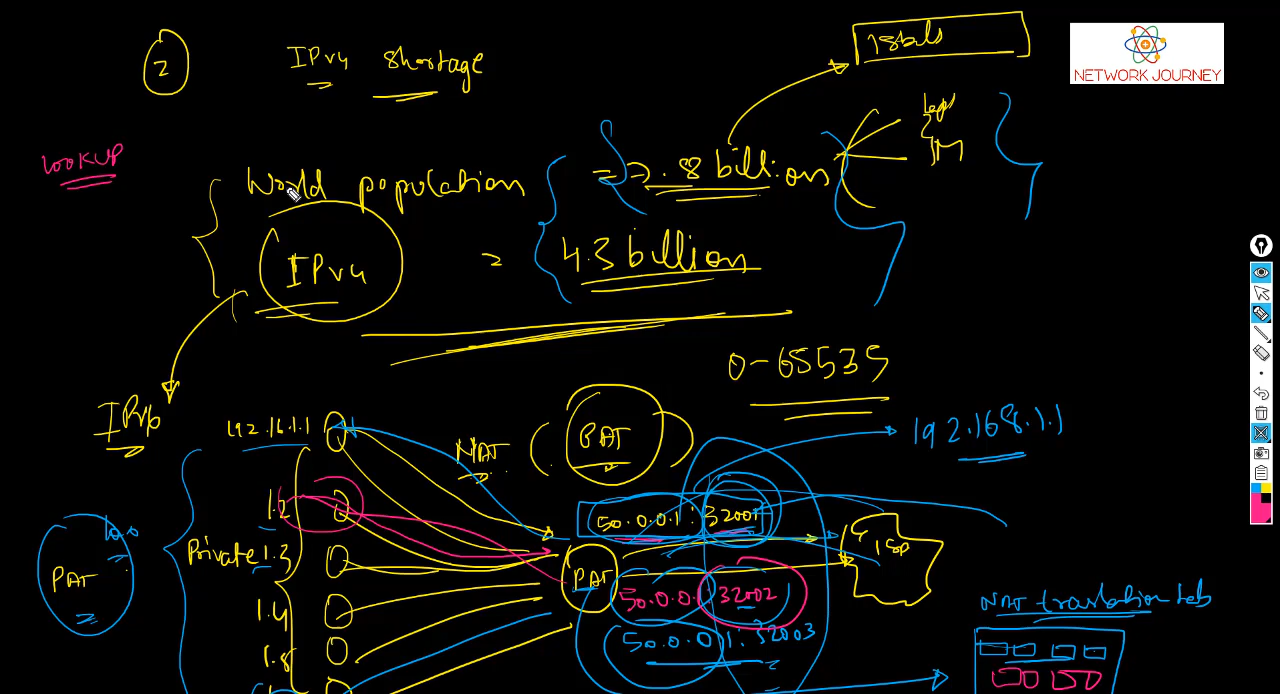 2
IPv4 shortage
NETWORK JOURNEY
LOOKUP
World population = 7.8 billion
IPv4 = 4.3 billion
0-65535
IPv6
192.16.1.1
NAT (PAT)
192.168.1.1
1.2
50.0.0.1:32001
Private 1.3
PAT
ISP
PAT
50.0.0. 32002
1.4
50.0.0 1:32003
NAT translation tab
1.5